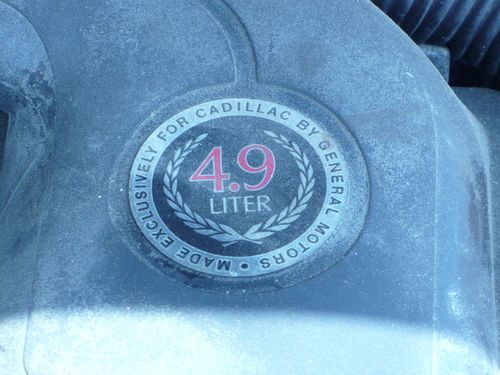 MADE EXCLUSIVELY FOR CADILLAC BY GENERAL MOTORS •
4.9
LITER